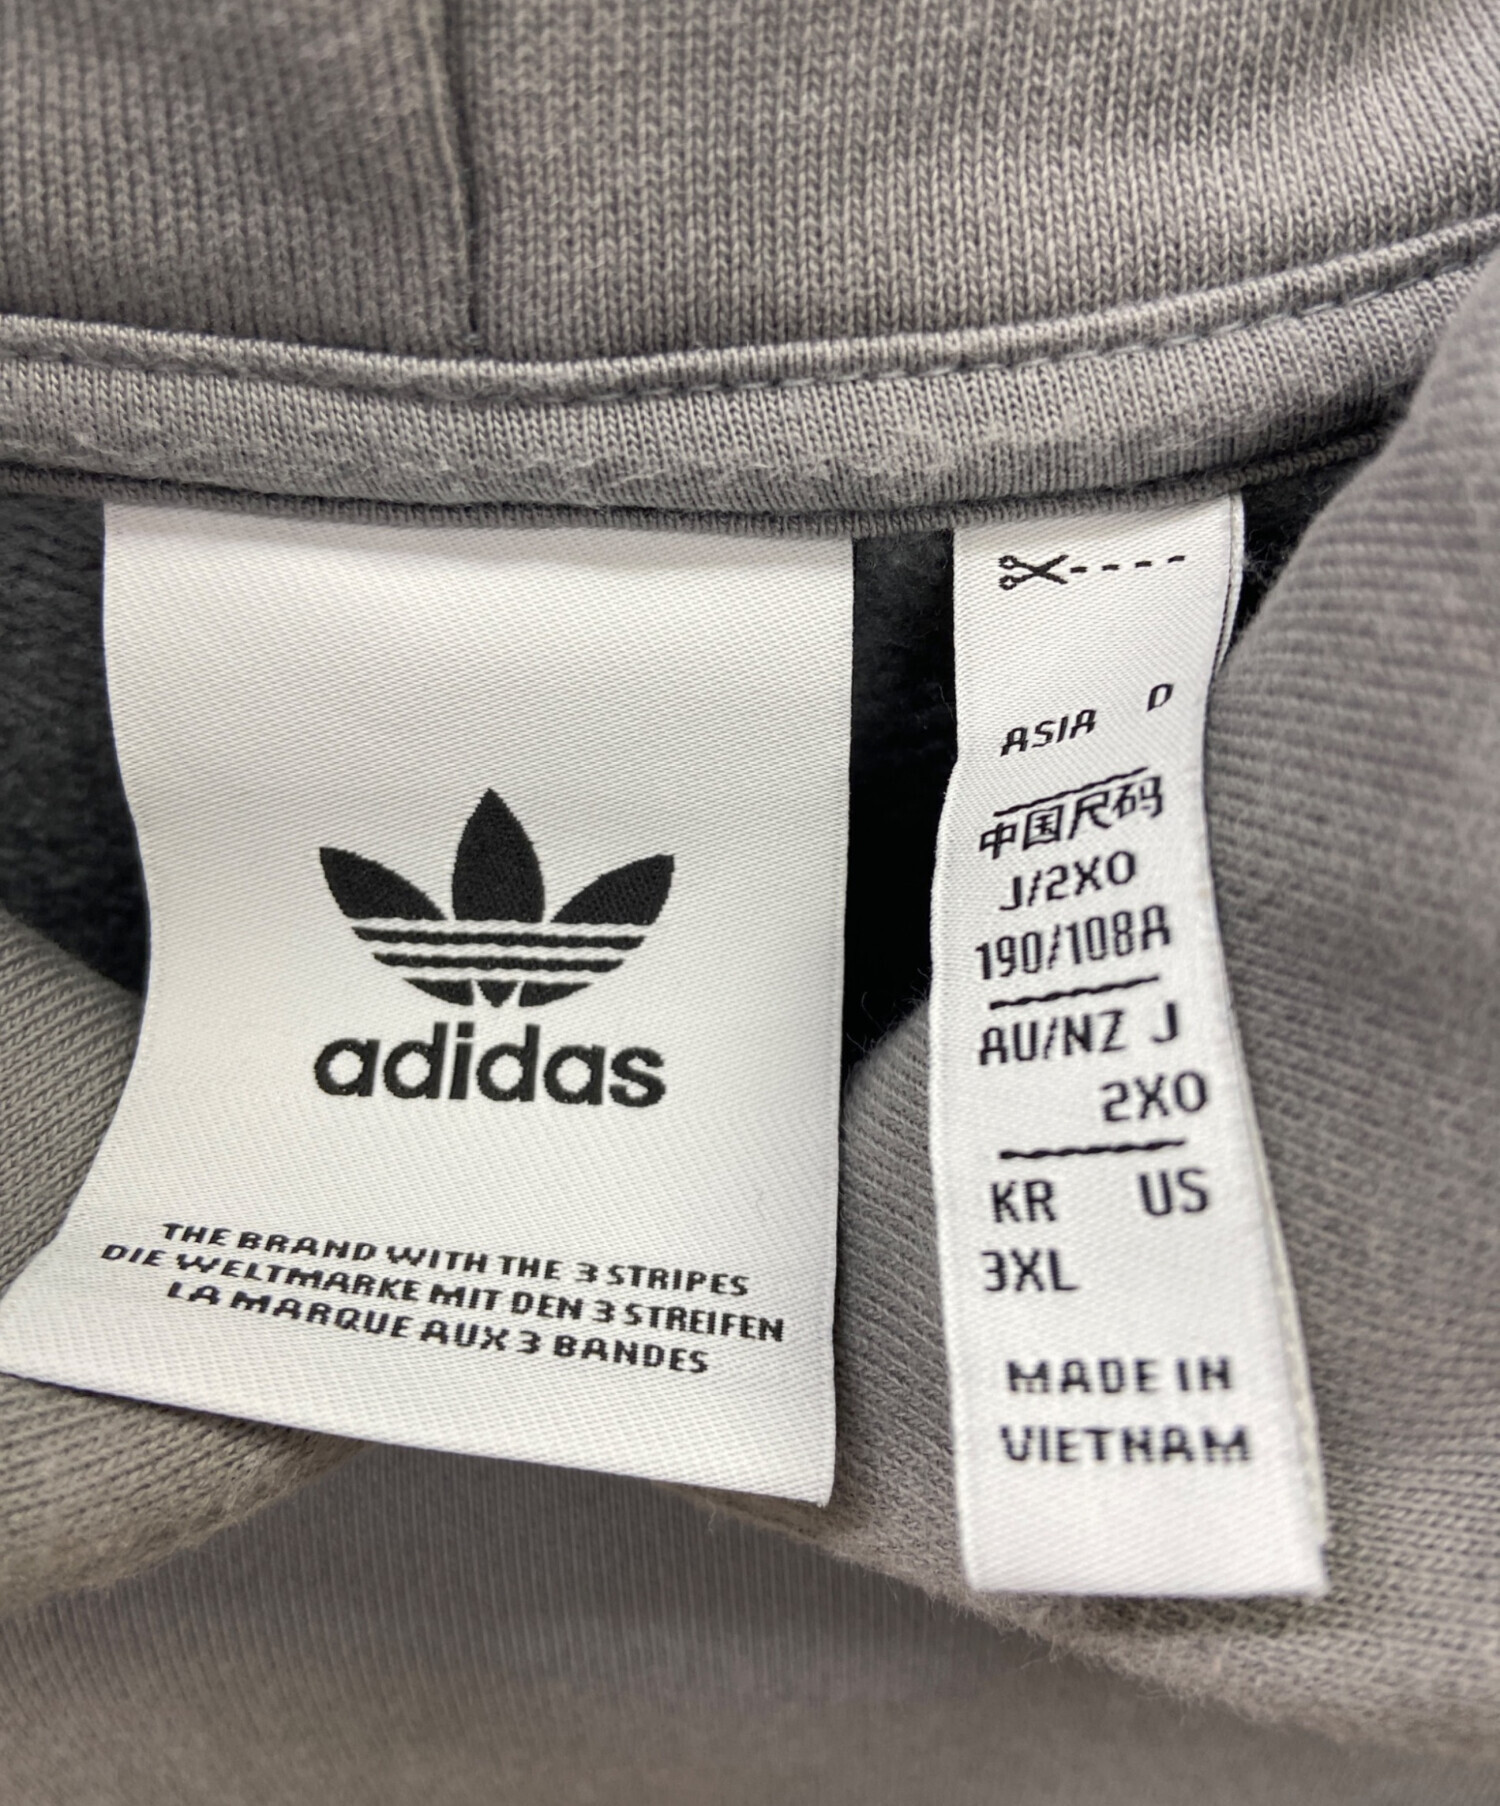 adidas
THE BRAND WITH THE 3 STRIPES
DIE WELTMARKE MIT DEN 3 STREIFEN
LA MARQUE AUX 3 BANDES
ASIA D
中国尺码
J/2XO
190/108A
AU/NZ J
2XO
KR US
3XL
MADE IN
VIETNAM